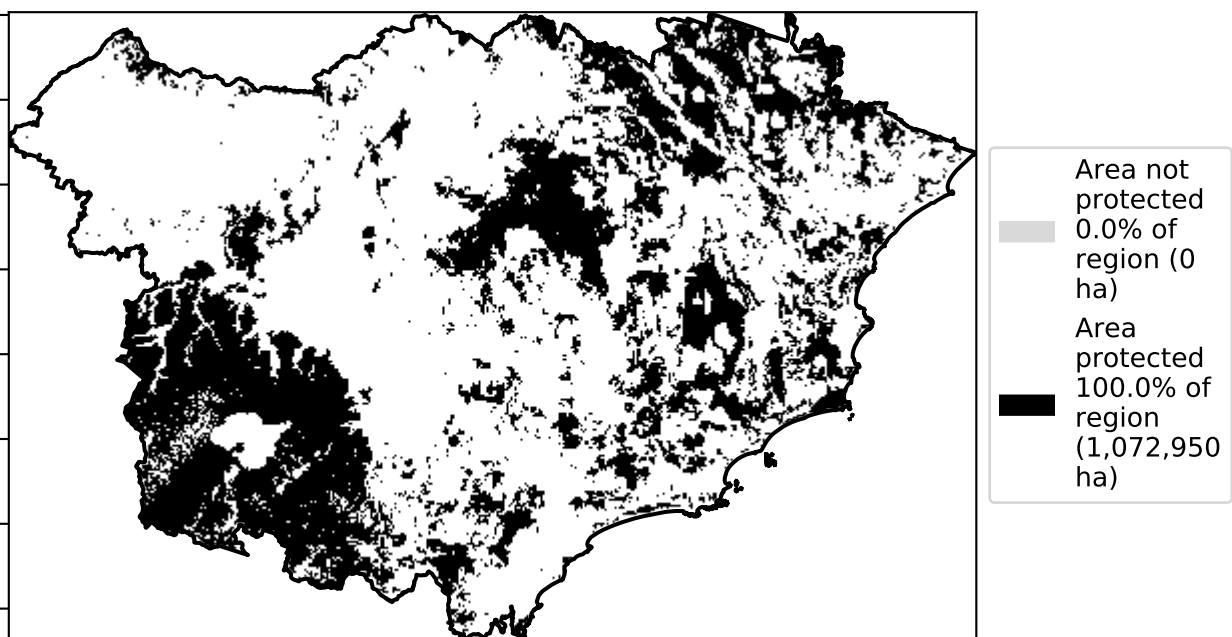 Area not
protected
0.0% of
region (0
ha)
Area
protected
100.0% of
region
(1,072,950
ha)